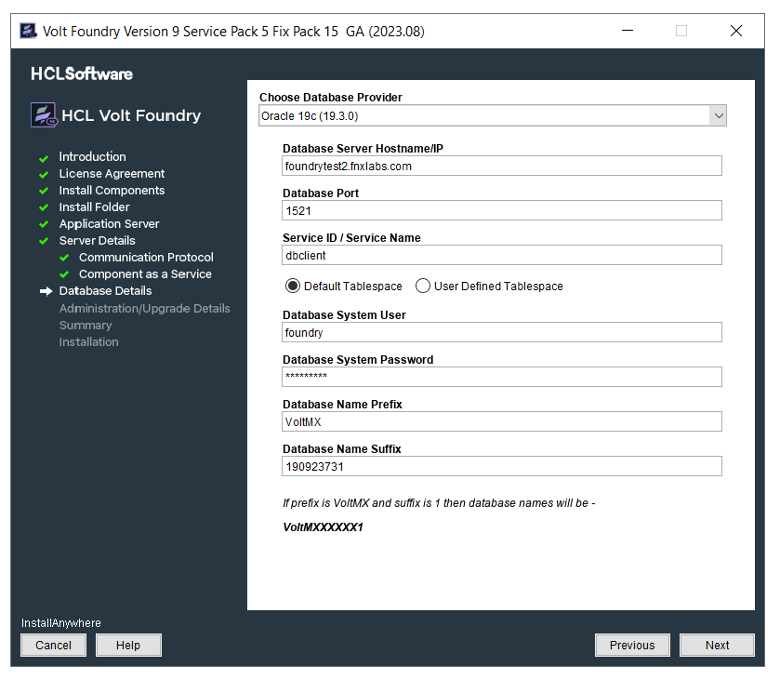 Volt Foundry Version 9 Service Pack 5 Fix Pack 15 GA (2023.08)
HCLSoftware
HCL Volt Foundry
Introduction
License Agreement
Install Components
Install Folder
Application Server
Server Details
Communication Protocol
Component as a Service
Database Details
Administration/Upgrade Details
Summary
Installation
Choose Database Provider
Oracle 19c (19.3.0)
Database Server Hostname/IP
foundrytest2.fnxlabs.com
Database Port
1521
Service ID / Service Name
dbclient
Default Tablespace User Defined Tablespace
Database System User
foundry
Database System Password
*********
Database Name Prefix
VoltMX
Database Name Suffix
190923731
If prefix is VoltMX and suffix is 1 then database names will be -
VoltMXXXXXX1
InstallAnywhere
Cancel Help Previous Next